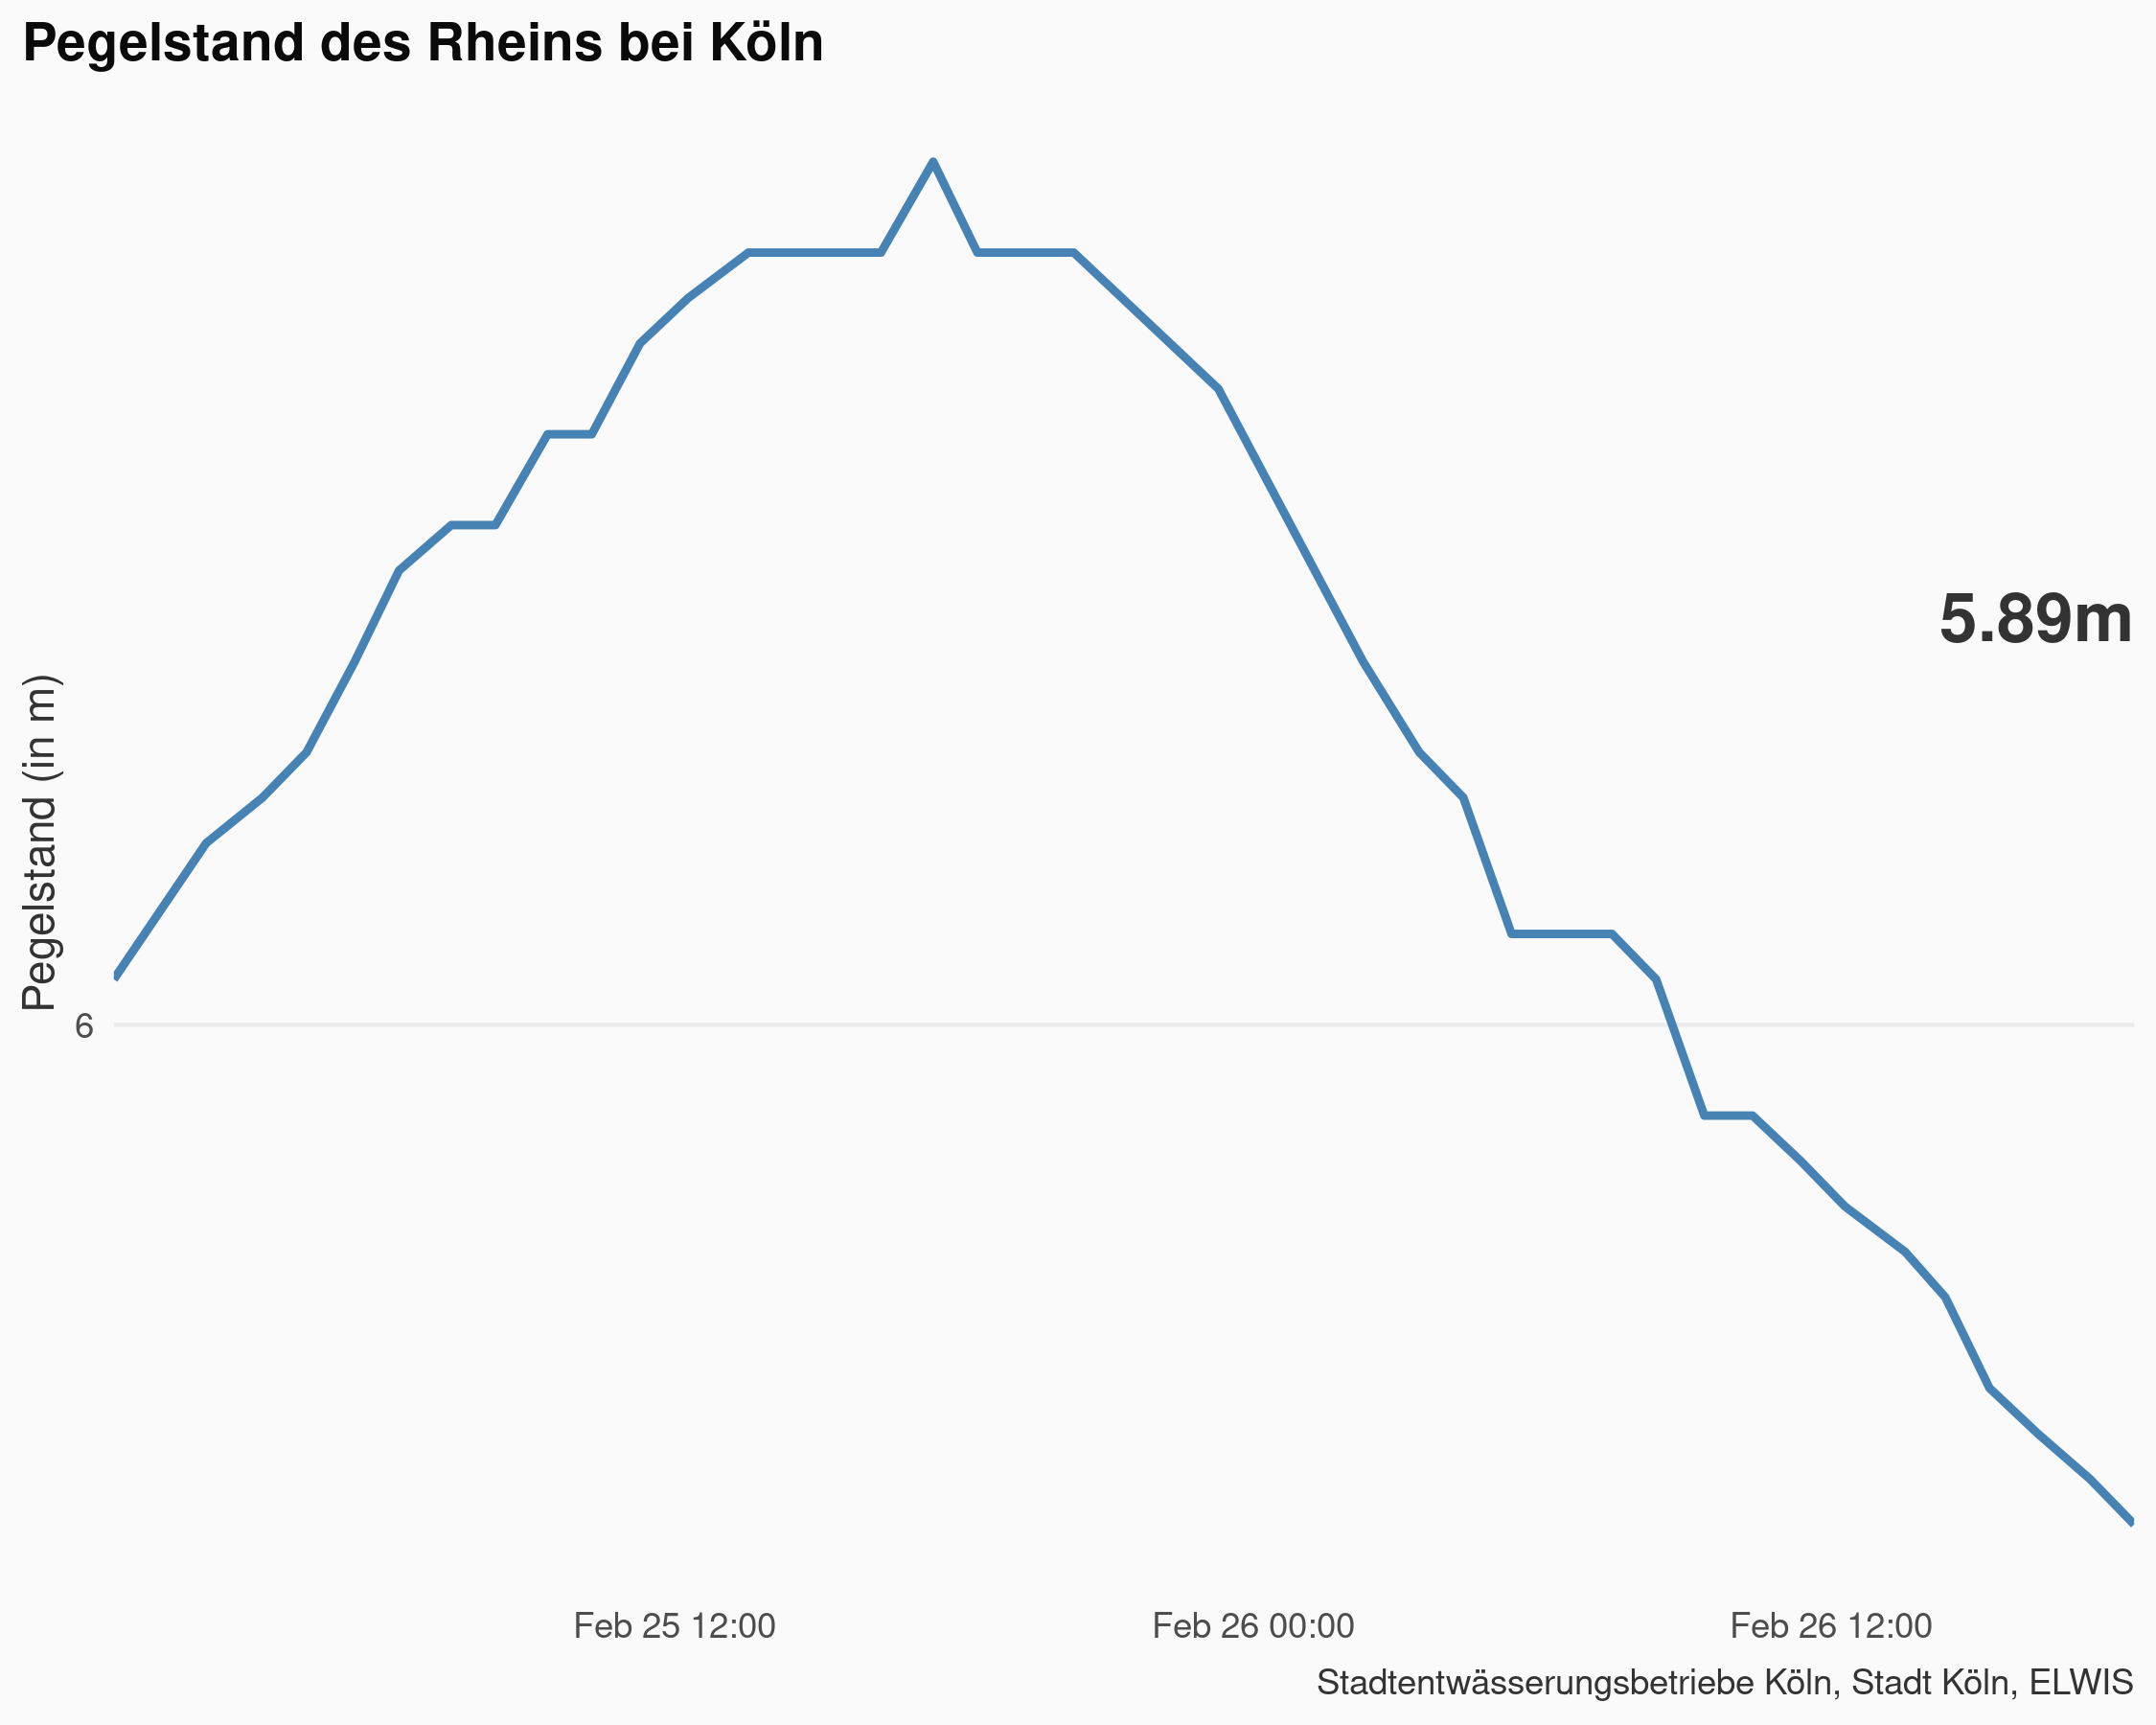 Pegelstand des Rheins bei Köln
5.89m
Pegelstand (in m)
6
Feb 25 12:00
Feb 26 00:00
Feb 26 12:00
Stadtentwässerungsbetriebe Köln, Stadt Köln, ELWIS